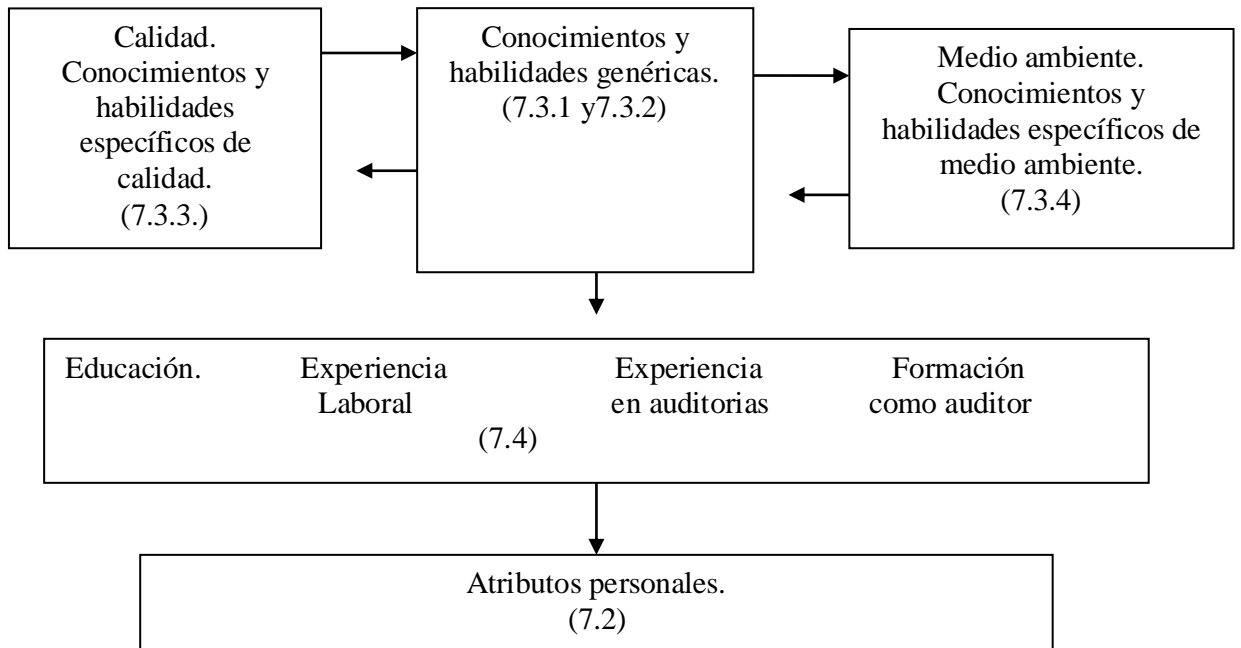 Calidad.
Conocimientos y
habilidades
específicos de
calidad.
(7.3.3.)
Conocimientos y
habilidades genéricas.
(7.3.1 y7.3.2)
Medio ambiente.
Conocimientos y
habilidades específicos de
medio ambiente.
(7.3.4)
Educación. Experiencia Experiencia Formación
Laboral en auditorias como auditor
(7.4)
Atributos personales.
(7.2)